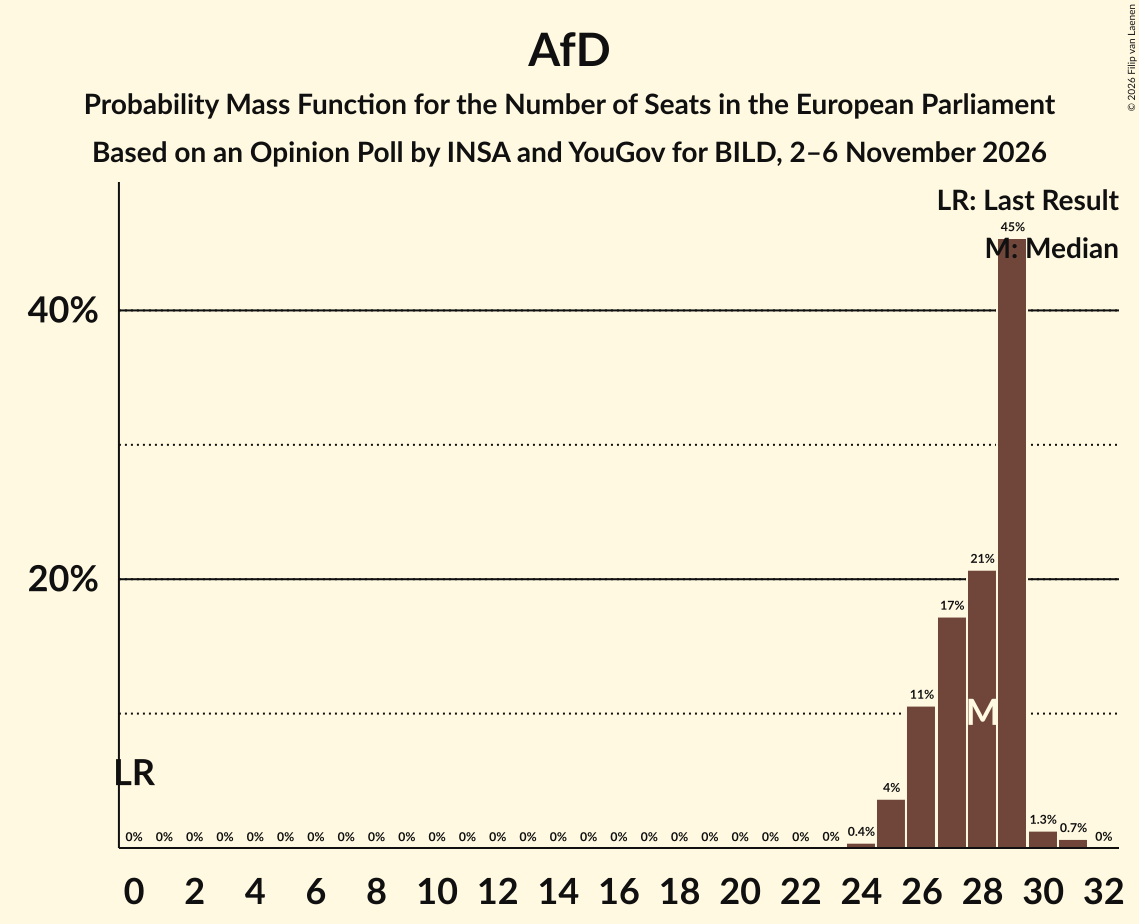 AfD
Probability Mass Function for the Number of Seats in the European Parliament
Based on an Opinion Poll by INSA and YouGov for BILD, 2–6 November 2026
© 2026 Filip van Laenen
LR: Last Result
M: Median
40%
20%
45%
21%
17%
11%
4%
0.4%
1.3%
0.7%
M
LR
0% 0% 0% 0% 0% 0% 0% 0% 0% 0% 0% 0% 0% 0% 0% 0% 0% 0% 0% 0% 0% 0% 0% 0% 0%
0 2 4 6 8 10 12 14 16 18 20 22 24 26 28 30 32